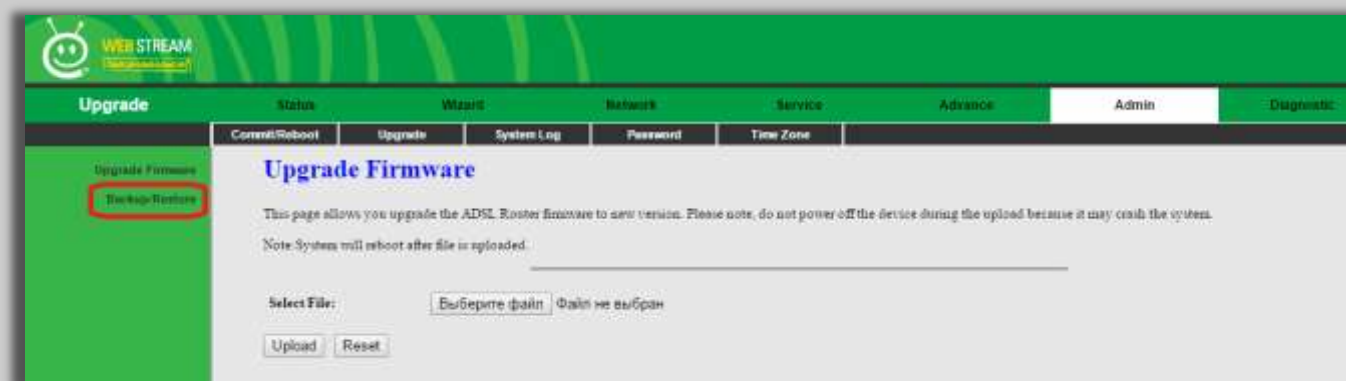 WEB STREAM
Upgrade Status Wizard Network Service Advance Admin Diagnostic
Commit/Reboot Upgrade System Log Password Time Zone
Upgrade Firmware
Backup/Restore
Upgrade Firmware
This page allows you upgrade the ADSL Router firmware to new version. Please note, do not power off the device during the upload because it may crash the system.
Note:System will reboot after file is uploaded.
Select File: Выберите файл Файл не выбран
Upload Reset